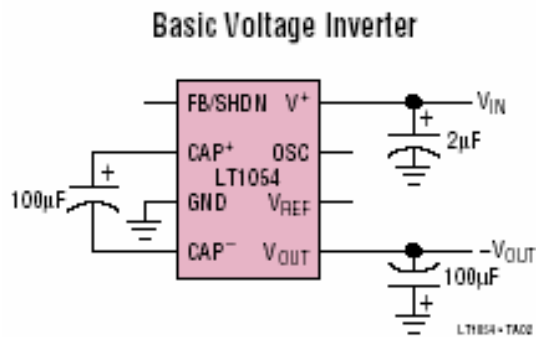 Basic Voltage Inverter
FB/SHDN V+
VIN
+
2µF
CAP+ OSC
+
LT1054
100µF
GND VREF
CAP− VOUT
−VOUT
100µF
+
LT1054 • TA02